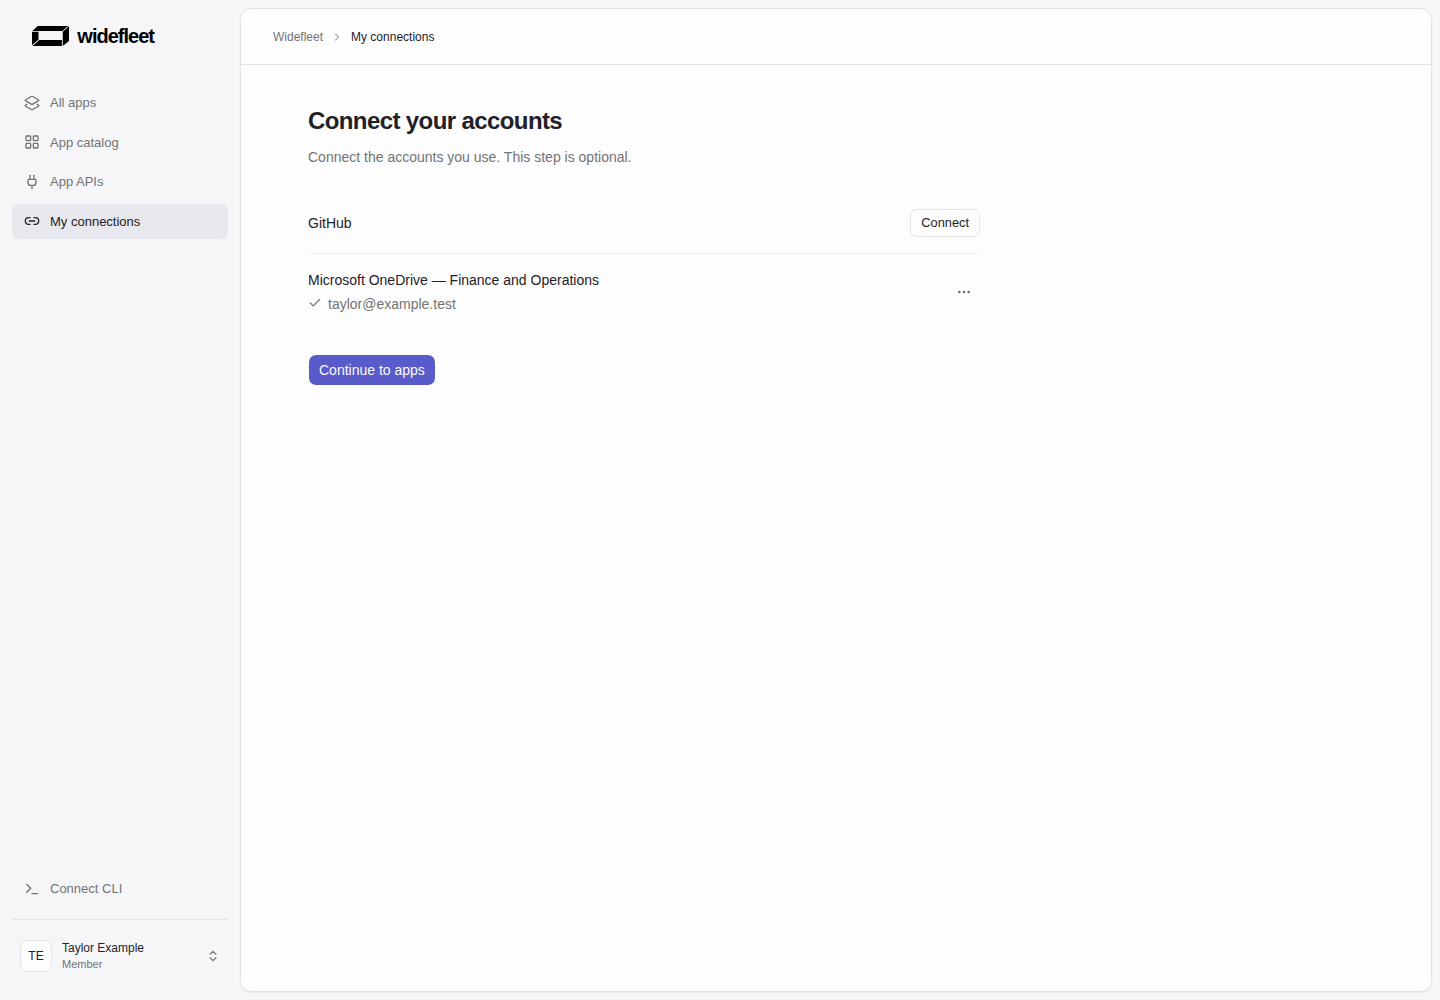 widefleet
All apps
App catalog
App APIs
My connections
Connect CLI
TE
Taylor Example
Member
Widefleet
My connections
Connect your accounts
Connect the accounts you use. This step is optional.
GitHub
Connect
Microsoft OneDrive — Finance and Operations
taylor@example.test
Continue to apps